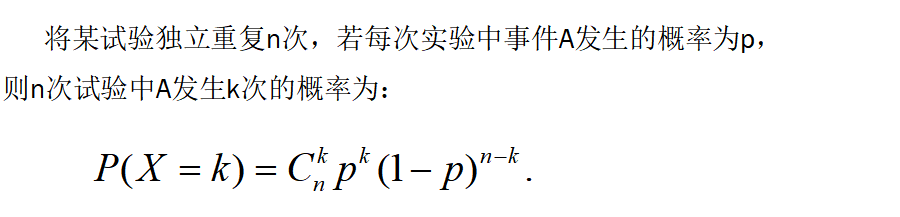 将某试验独立重复n次，若每次实验中事件A发生的概率为p，
则n次试验中A发生k次的概率为：
P(X = k) = C_n^k p^k (1 − p)^{n−k}.